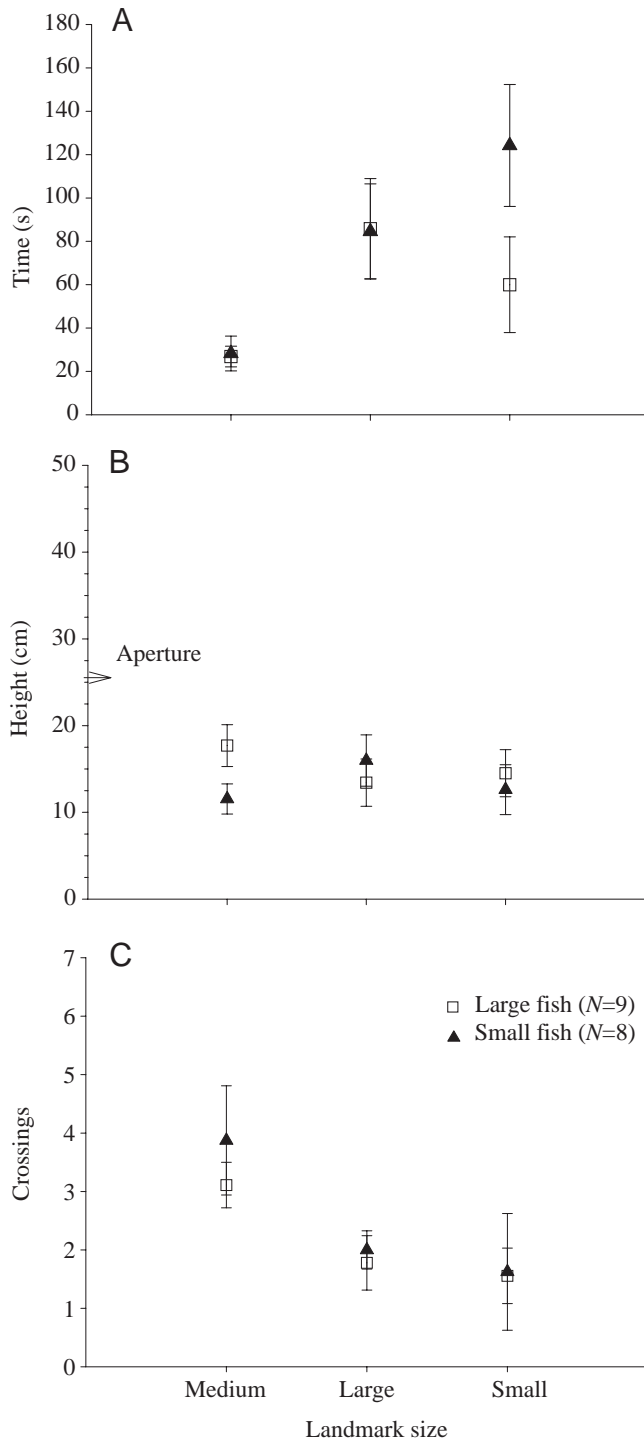 A
180
160
140
120
100
80
60
40
20
0
Time (s)
B
50
40
30
20
10
0
Height (cm)
Aperture
C
7
6
5
4
3
2
1
0
Crossings
Large fish (N=9)
Small fish (N=8)
Medium Large Small
Landmark size